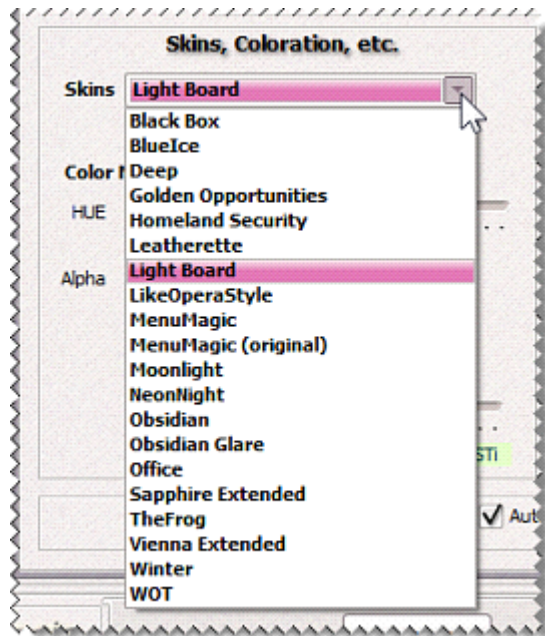 Skins, Coloration, etc.
Skins Light Board
Black Box
BlueIce
Color Deep
Golden Opportunities
HUE
Homeland Security
Leatherette
Alpha Light Board
LikeOperaStyle
MenuMagic
MenuMagic (original)
Moonlight
NeonNight
Obsidian
Obsidian Glare
STi
Office
Sapphire Extended
TheFrog
Vienna Extended
Winter
WOT